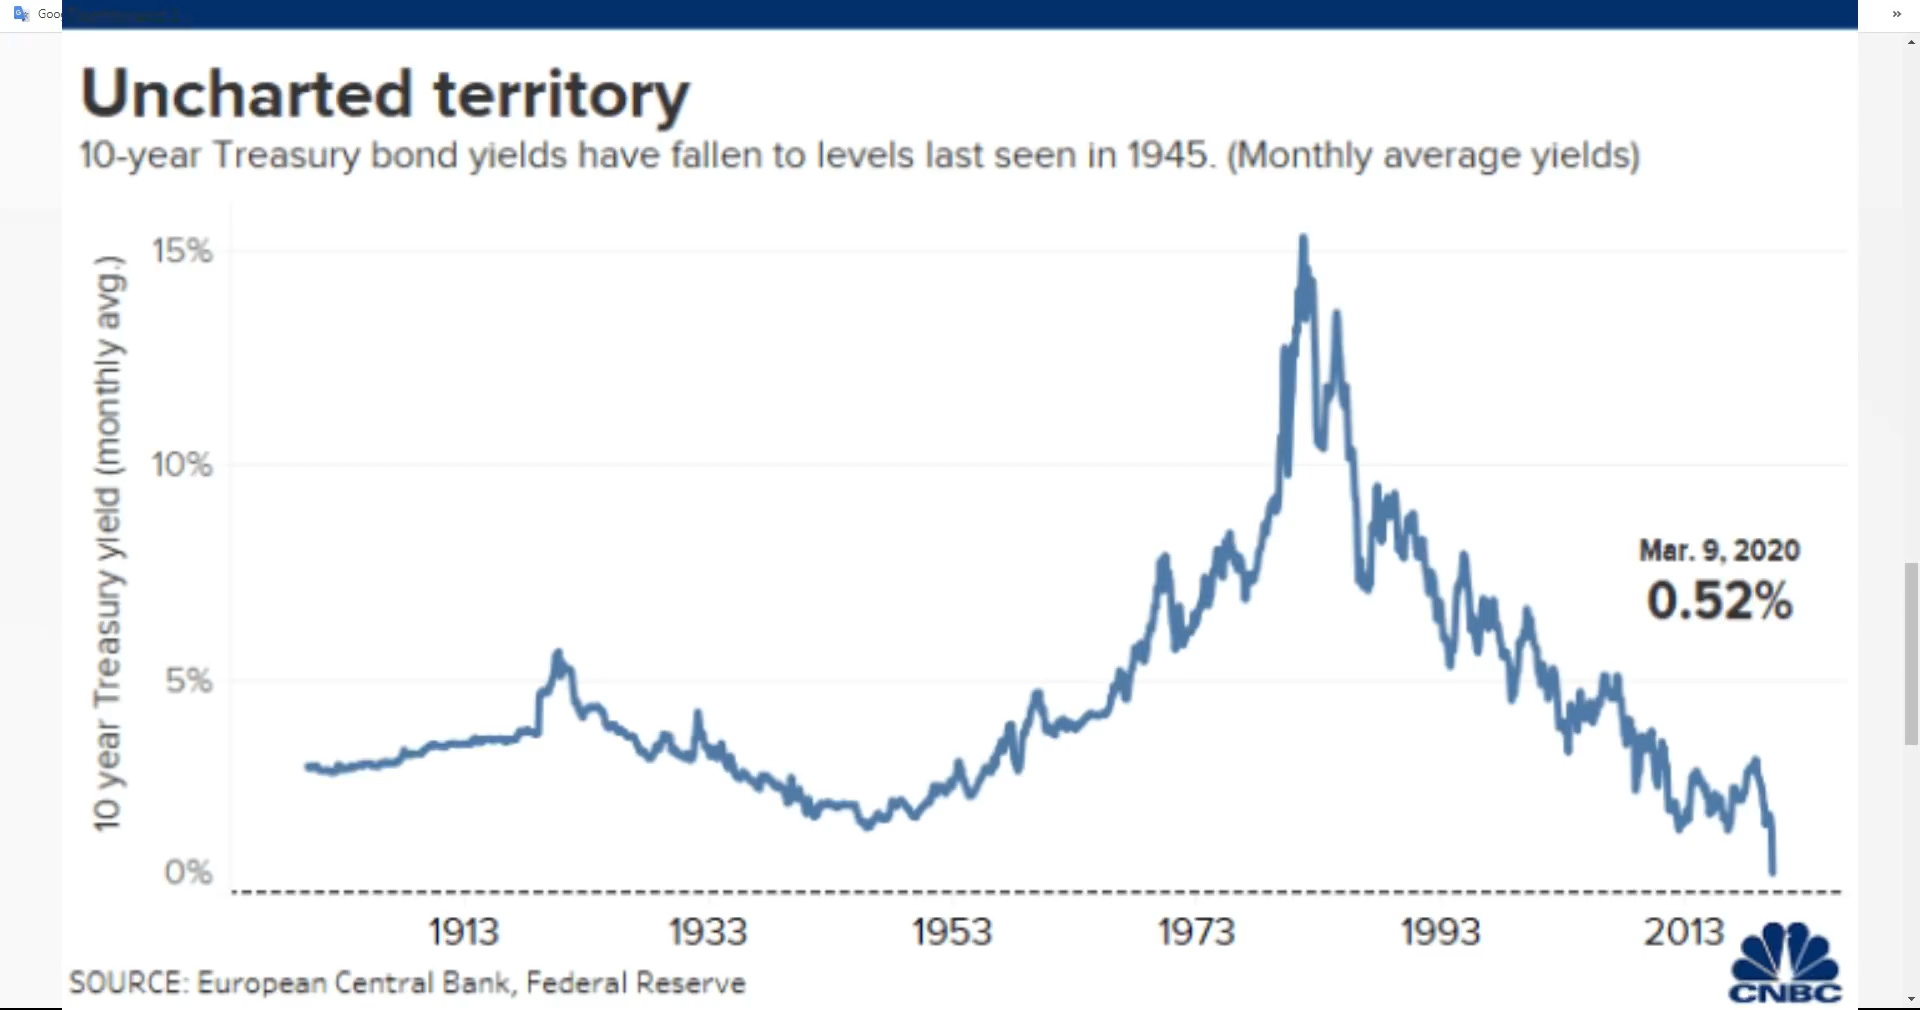 Goo
»
Uncharted territory
10-year Treasury bond yields have fallen to levels last seen in 1945. (Monthly average yields)
10 year Treasury yield (monthly avg.)
15%
10%
5%
0%
Mar. 9, 2020
0.52%
1913 1933 1953 1973 1993 2013
SOURCE: European Central Bank, Federal Reserve
CNBC